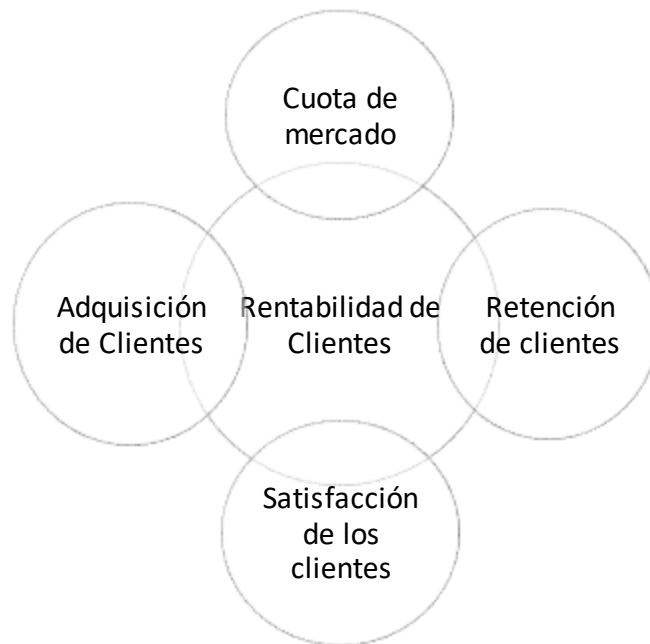 Cuota de
mercado
Adquisición
de Clientes
Rentabilidad de
Clientes
Retención
de clientes
Satisfacción
de los
clientes